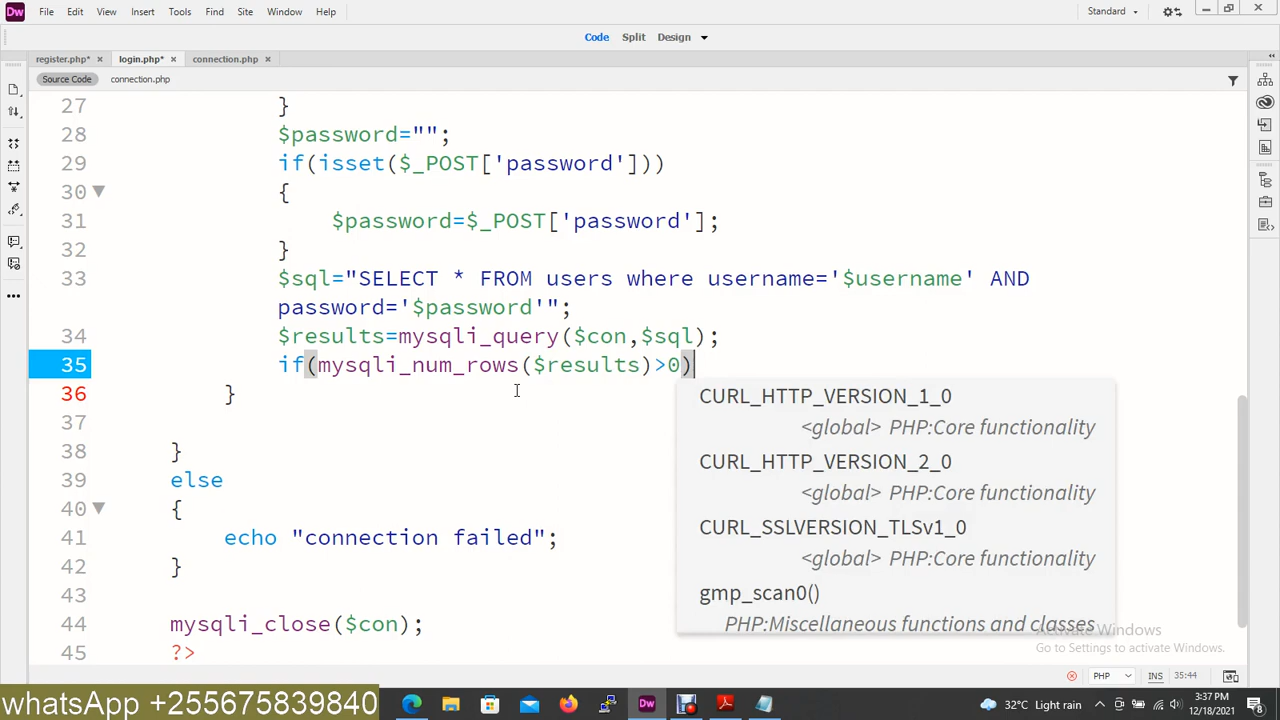 Dw File Edit View Insert Tools Find Site Window Help Standard
Code Split Design
register.php* × login.php* × connection.php ×
Source Code connection.php
27 }
28 $password="";
29 if(isset($_POST['password']))
30 {
31 $password=$_POST['password'];
32 }
33 $sql="SELECT * FROM users where username='$username' AND
password='$password'";
34 $results=mysqli_query($con,$sql);
35 if(mysqli_num_rows($results)>0)
36 }
37
38 }
39 else
40 {
41 echo "connection failed";
42 }
43
44 mysqli_close($con);
45 ?>
CURL_HTTP_VERSION_1_0
<global> PHP:Core functionality
CURL_HTTP_VERSION_2_0
<global> PHP:Core functionality
CURL_SSLVERSION_TLSv1_0
<global> PHP:Core functionality
gmp_scan0()
PHP:Miscellaneous functions and classes
Activate Windows
Go to Settings to activate Windows.
PHP INS 35:44
whatsApp +255675839840
Dw
32°C Light rain
3:37 PM
12/18/2021